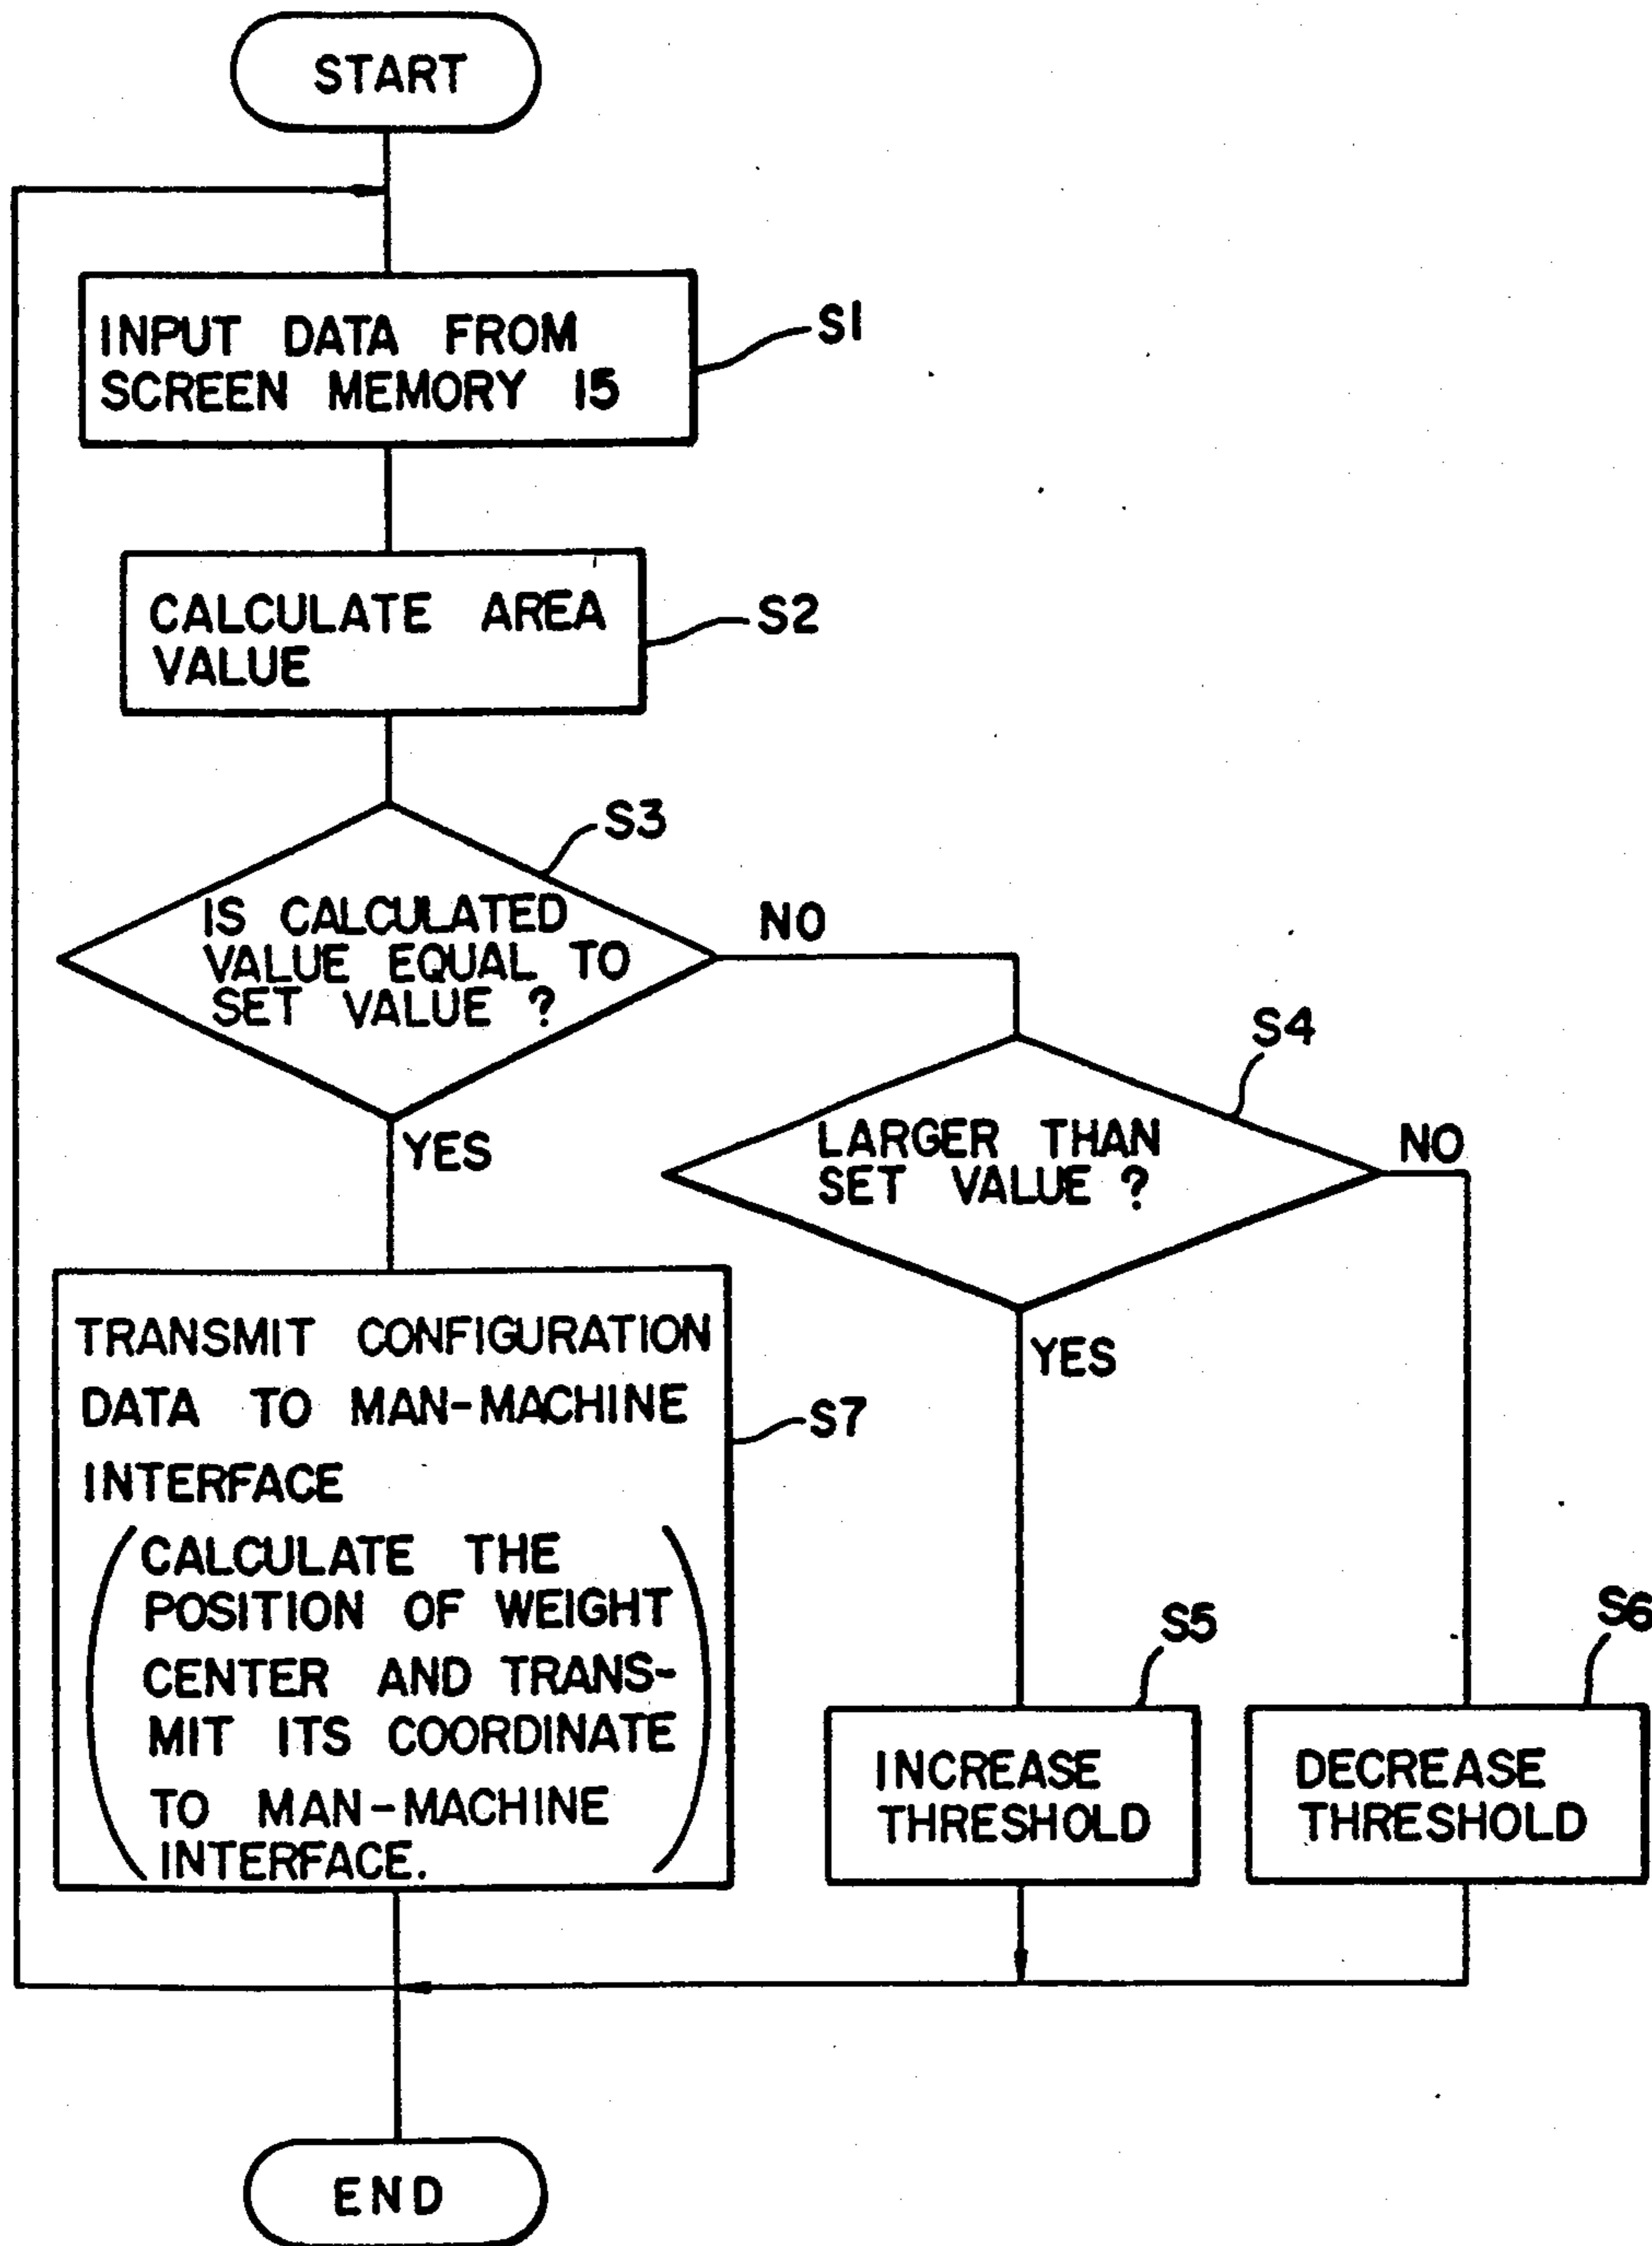 START
INPUT DATA FROM
SCREEN MEMORY 15
S1
CALCULATE AREA
VALUE
S2
IS CALCULATED
VALUE EQUAL TO
SET VALUE ?
S3
NO
YES
LARGER THAN
SET VALUE ?
S4
NO
YES
TRANSMIT CONFIGURATION
DATA TO MAN-MACHINE
INTERFACE
(CALCULATE THE
POSITION OF WEIGHT
CENTER AND TRANS-
MIT ITS COORDINATE
TO MAN-MACHINE
INTERFACE.)
S7
INCREASE
THRESHOLD
S5
DECREASE
THRESHOLD
S6
END